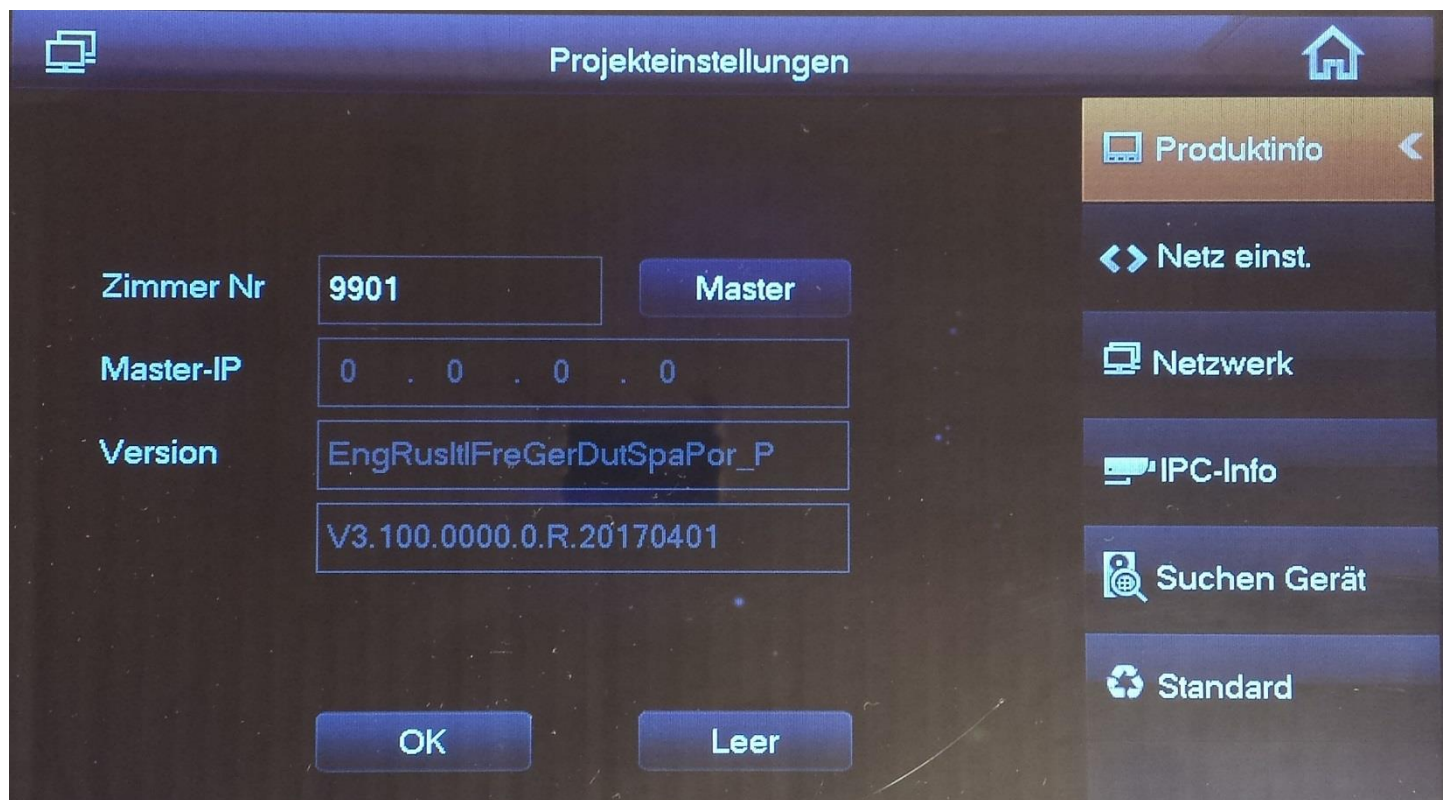 Projekteinstellungen
Produktinfo
Zimmer Nr 9901 Master
Netz einst.
Master-IP 0 . 0 . 0 . 0
Netzwerk
Version EngRusItlFreGerDutSpaPor_P
IPC-Info
V3.100.0000.0.R.20170401
Suchen Gerät
Standard
OK Leer